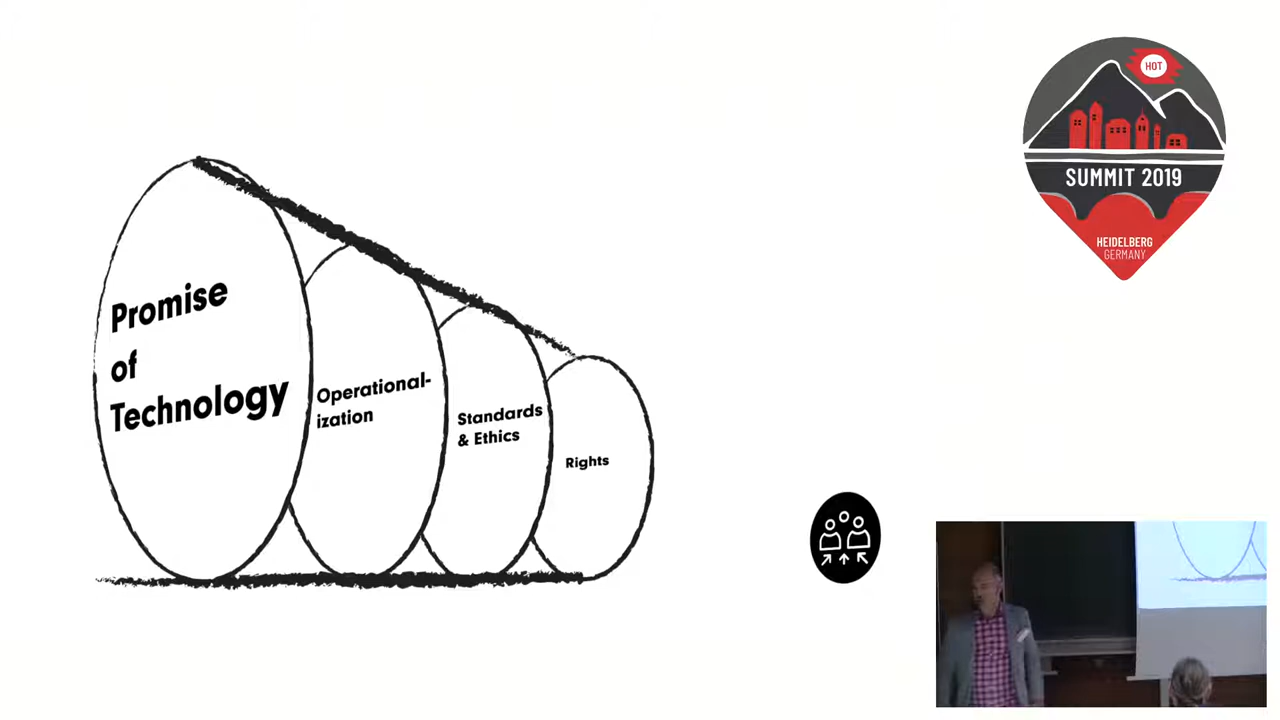 Promise
of
Technology
Operational-
ization
Standards
& Ethics
Rights
HOT
SUMMIT 2019
HEIDELBERG
GERMANY